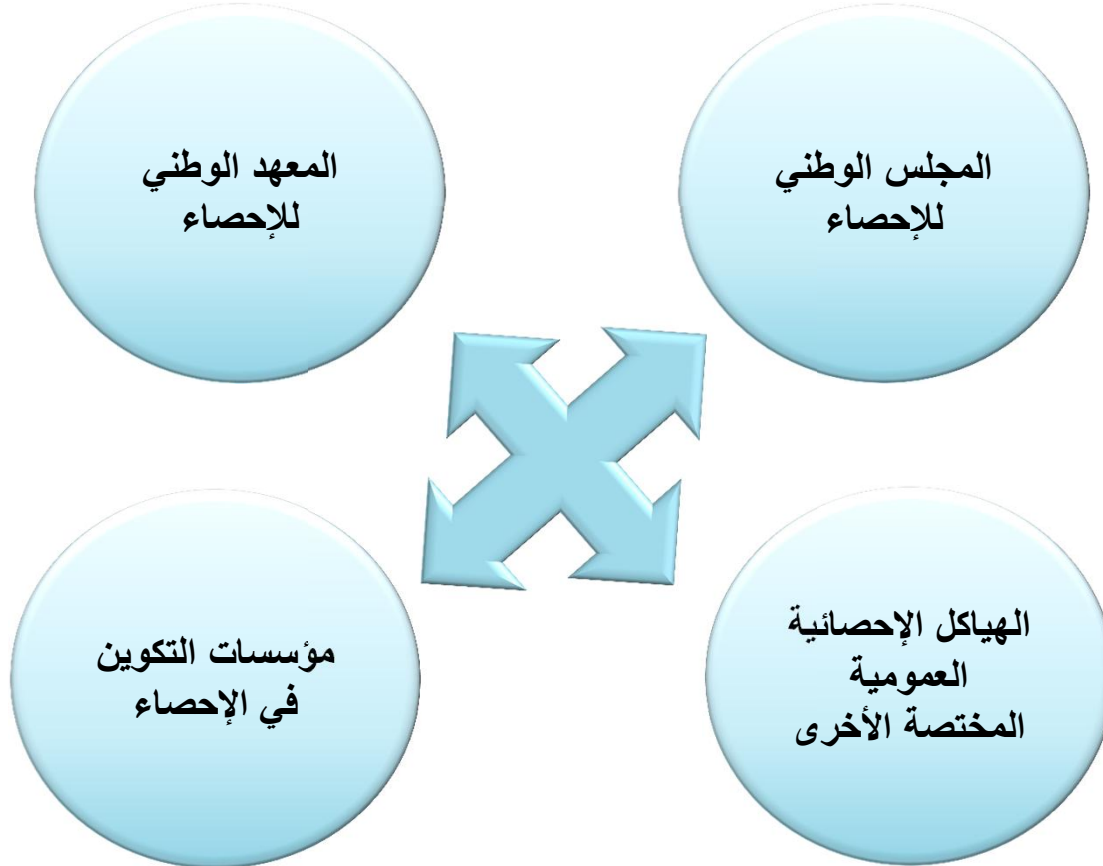 المجلس الوطني
للإحصاء
المعهد الوطني
للإحصاء
الهياكل الإحصائية
العمومية
المختصة الأخرى
مؤسسات التكوين
في الإحصاء